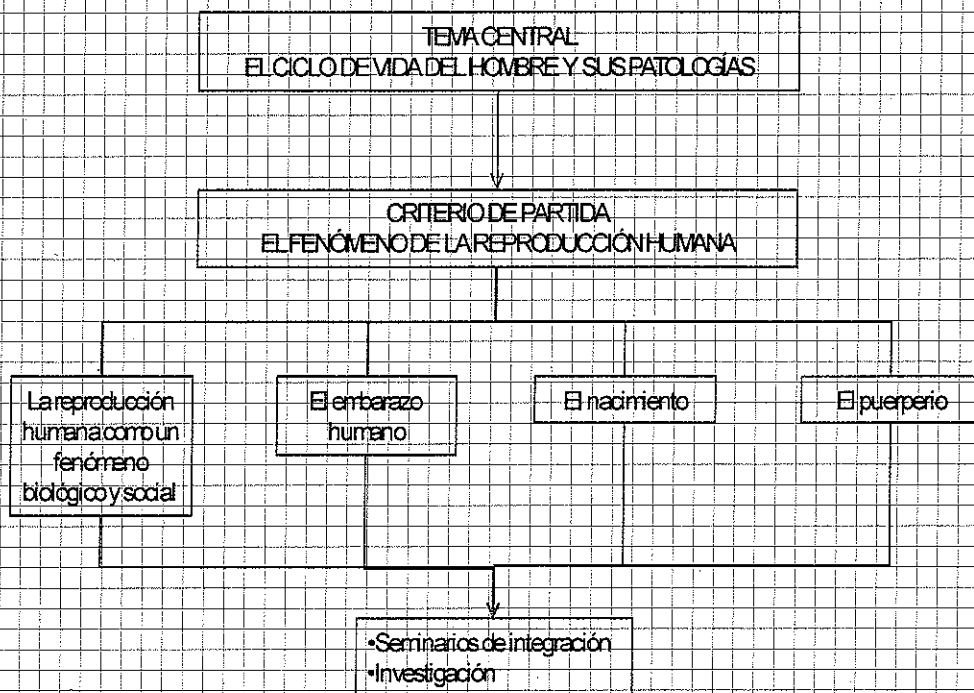 TEMA CENTRAL
EL CICLO DE VIDA DEL HOMBRE Y SUS PATOLOGÍAS
CRITERIO DE PARTIDA
EL FENÓMENO DE LA REPRODUCCIÓN HUMANA
La reproducción
humana como un
fenómeno
biológico y social
El embarazo
humano
El nacimiento
El puerperio
•Seminarios de integración
•Investigación